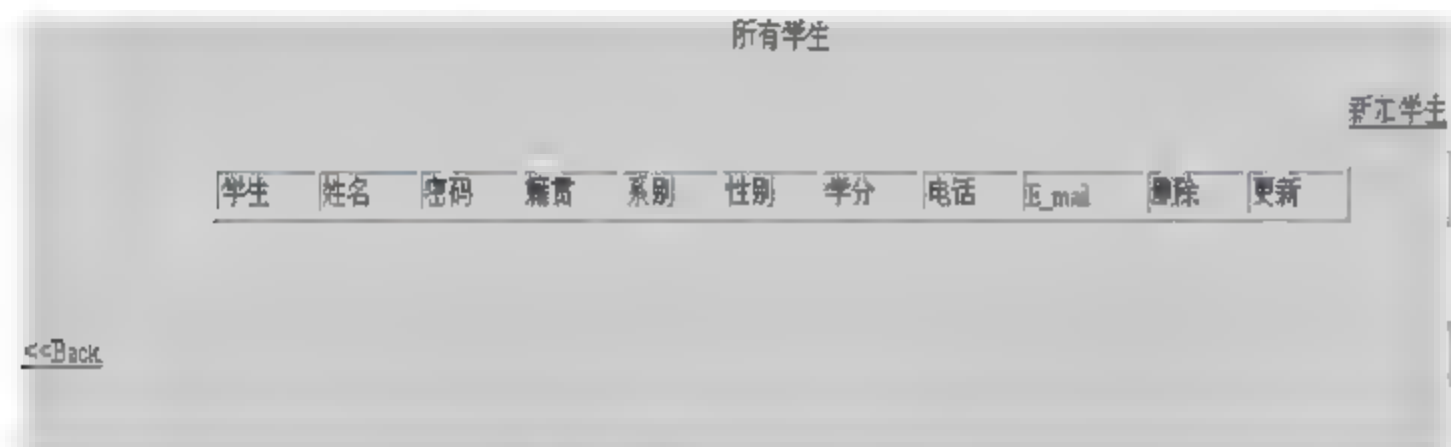 所有学生
新汇学生
学生 姓名 密码 籍贯 系别 性别 学分 电话 E_mail 删除 更新
<<Back